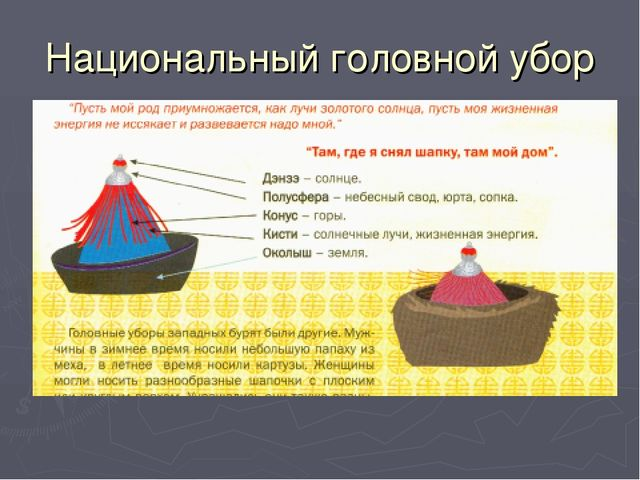 Национальный головной убор
"Пусть мой род приумножается, как лучи золотого солнца, пусть моя жизненная
энергия не иссякает и развевается надо мной."
"Там, где я снял шапку, там мой дом".
Дэнзэ – солнце.
Полусфера – небесный свод, юрта, сопка.
Конус – горы.
Кисти – солнечные лучи, жизненная энергия.
Околыш – земля.
Головные уборы западных бурят были другие. Муж-
чины в зимнее время носили небольшую папаху из
меха, в летнее время носили картузы. Женщины
могли носить разнообразные шапочки с плоским